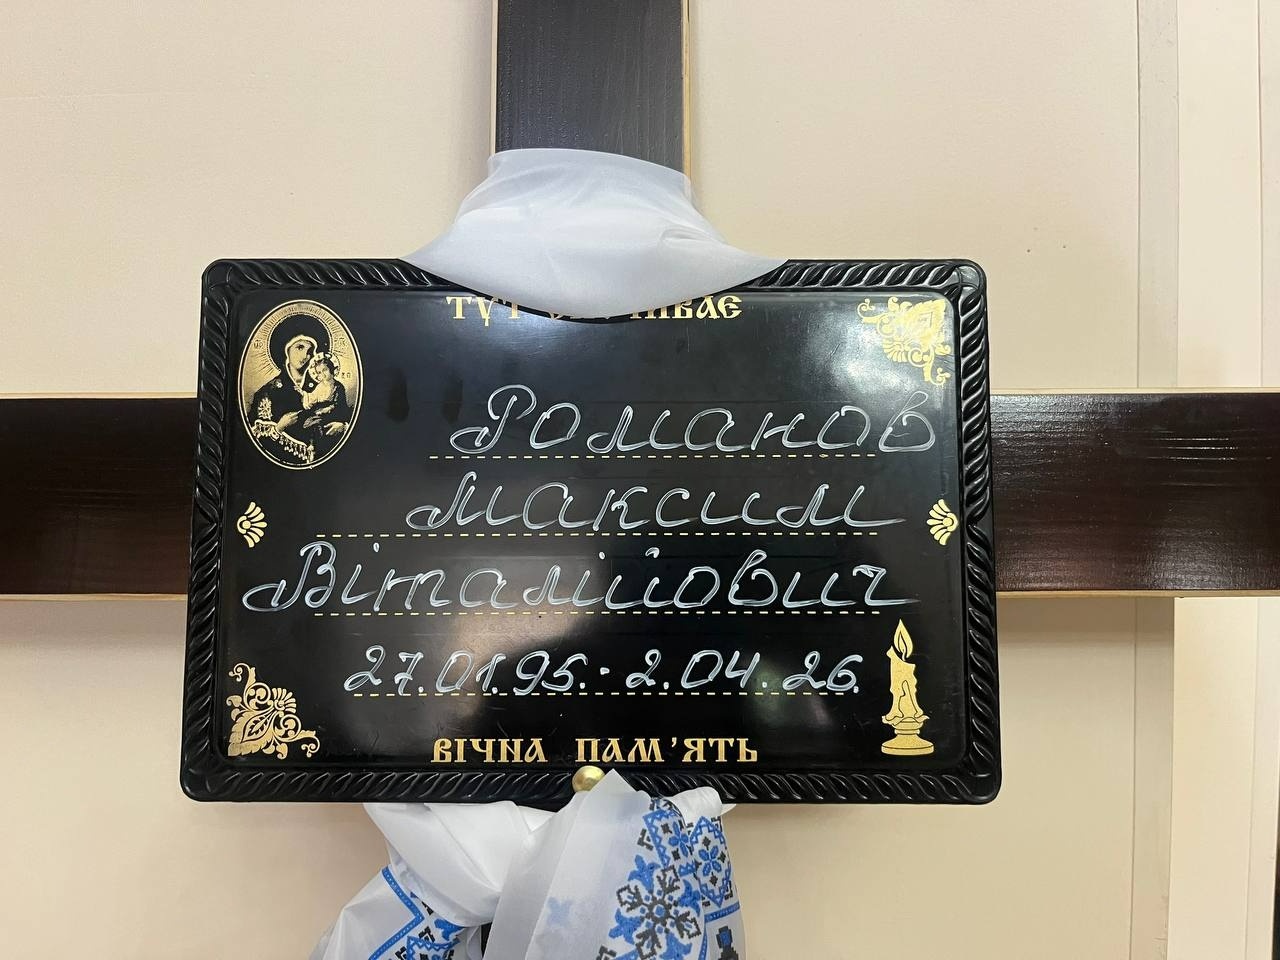 ТУТ
Романов
Максим
Віталійович
27.01.95.- 2.04.26.
ВІЧНА ПАМ'ЯТЬ